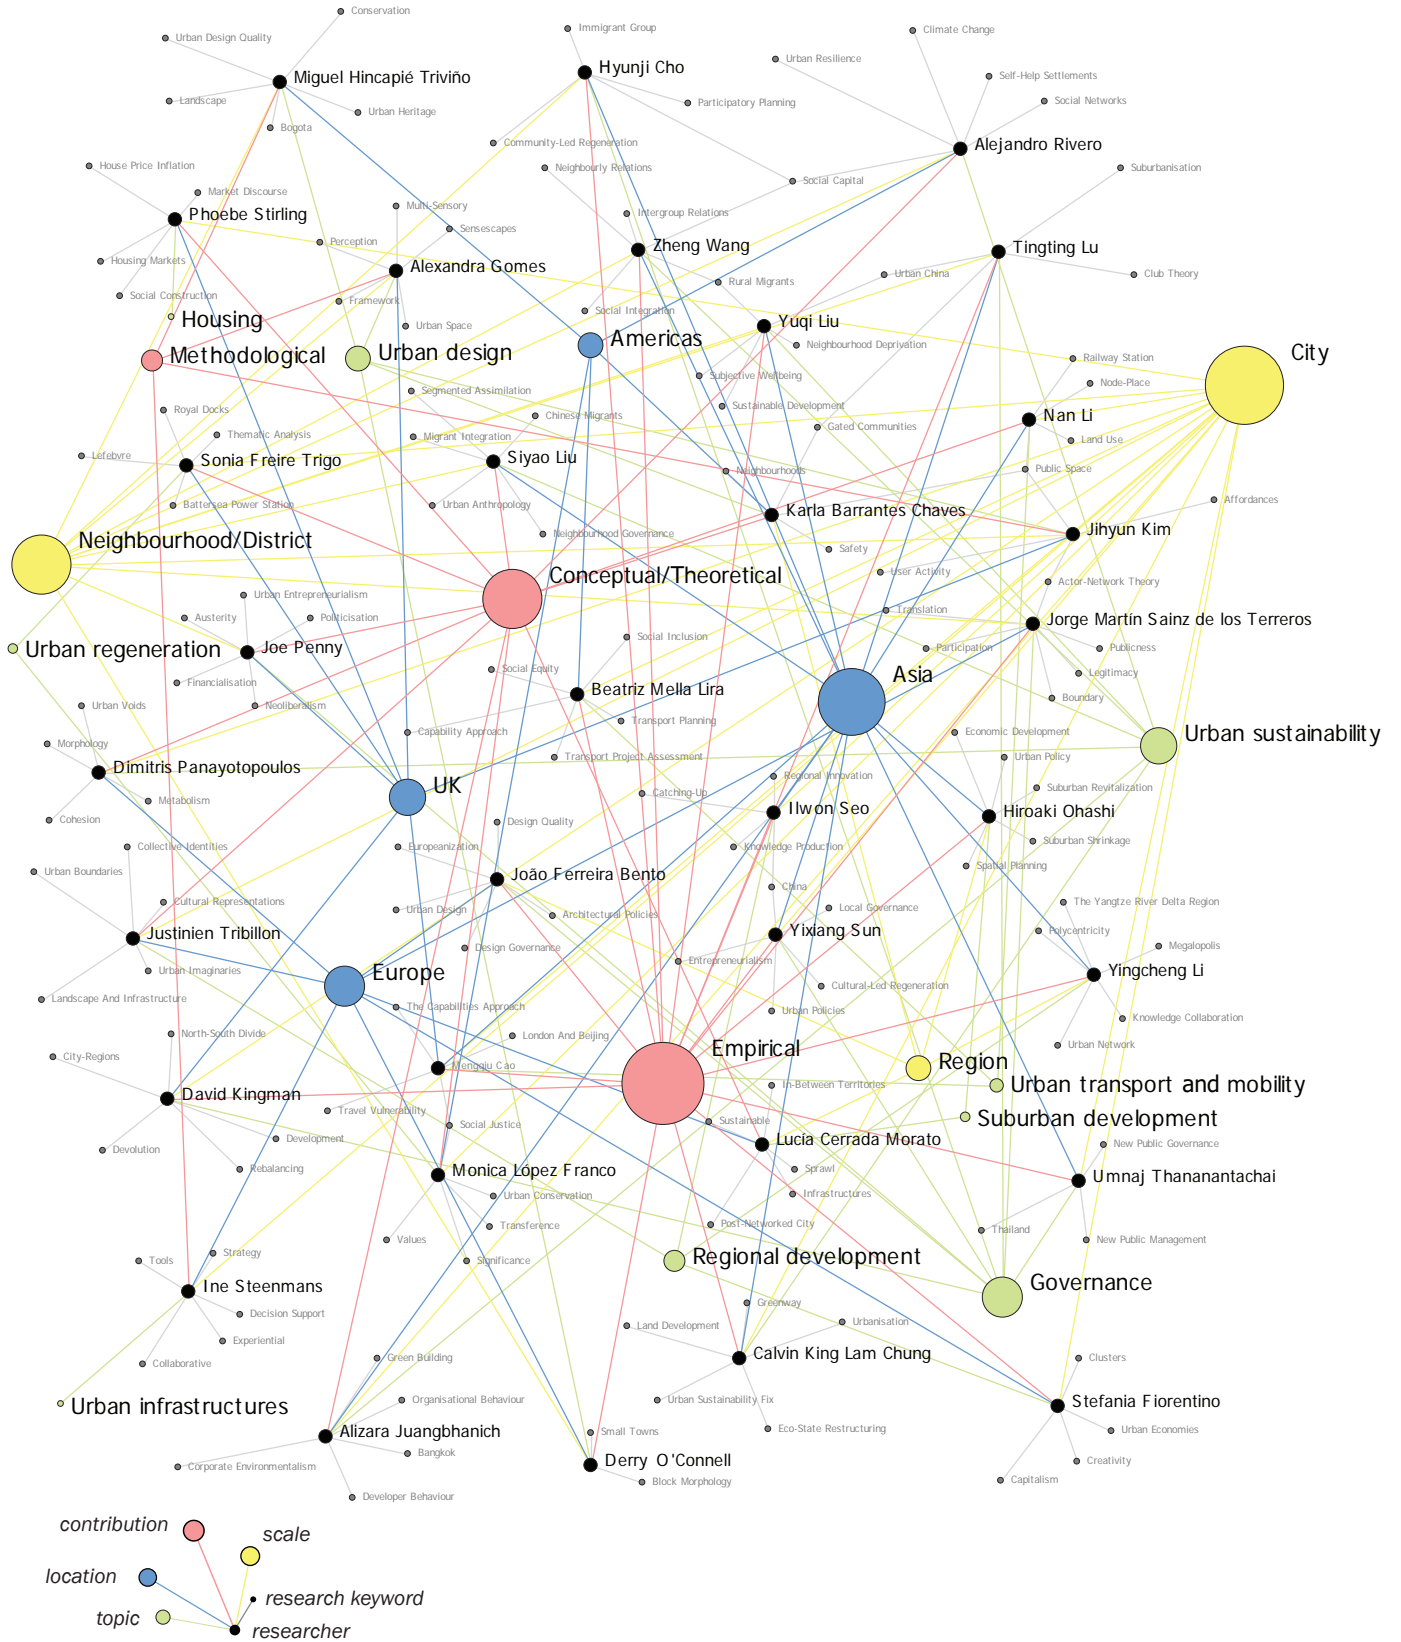 Conservation
Immigrant Group
Climate Change
Urban Design Quality
Urban Resilience
Hyunji Cho
Miguel Hincapié Triviño
Self-Help Settlements
Landscape
Participatory Planning
Social Networks
Urban Heritage
Bogota
Community-Led Regeneration
Alejandro Rivero
House Price Inflation
Neighbourly Relations
Suburbanisation
Social Capital
Market Discourse
Multi-Sensory
Phoebe Stirling
Intergroup Relations
Sensescapes
Perception
Zheng Wang
Tingting Lu
Housing Markets
Alexandra Gomes
Urban China
Club Theory
Rural Migrants
Social Construction
Framework
Social Integration
Housing
Urban Space
Yuqi Liu
Americas
Neighbourhood Deprivation
Methodological
Urban design
City
Railway Station
Subjective Wellbeing
Node-Place
Segmented Assimilation
Sustainable Development
Royal Docks
Chinese Migrants
Nan Li
Gated Communities
Thematic Analysis
Migrant Integration
Land Use
Lefebvre
Sonia Freire Trigo
Siyao Liu
Neighbourhoods
Public Space
Battersea Power Station
Urban Anthropology
Affordances
Karla Barrantes Chaves
Neighbourhood/District
Neighbourhood Governance
Jihyun Kim
Safety
Conceptual/Theoretical
User Activity
Actor-Network Theory
Urban Entrepreneurialism
Translation
Austerity
Politicisation
Jorge Martín Sainz de los Terreros
Social Inclusion
Urban regeneration
Joe Penny
Participation
Publicness
Social Equity
Asia
Legitimacy
Financialisation
Beatriz Mella Lira
Boundary
Urban Voids
Neoliberalism
Transport Planning
Capability Approach
Economic Development
Urban sustainability
Morphology
Transport Project Assessment
Urban Policy
Dimitris Panayotopoulos
Regional Innovation
UK
Catching-Up
Suburban Revitalization
Metabolism
Ilwon Seo
Hiroaki Ohashi
Cohesion
Design Quality
Collective Identities
Europeanization
Knowledge Production
Suburban Shrinkage
Urban Boundaries
João Ferreira Bento
Spatial Planning
China
Cultural Representations
Urban Design
Local Governance
The Yangtze River Delta Region
Architectural Policies
Justinien Tribillon
Yixiang Sun
Polycentricity
Design Governance
Megalopolis
Urban Imaginaries
Europe
Entrepreneurialism
Yingcheng Li
Cultural-Led Regeneration
Landscape And Infrastructure
The Capabilities Approach
Urban Policies
Knowledge Collaboration
North-South Divide
London And Beijing
Urban Network
City-Regions
Empirical
Mengqiu Cao
Region
In-Between Territories
Urban transport and mobility
David Kingman
Travel Vulnerability
Sustainable
Suburban development
Social Justice
Development
Lucía Cerrada Morato
New Public Governance
Devolution
Rebalancing
Monica López Franco
Sprawl
Umnaj Thananantachai
Urban Conservation
Infrastructures
Transference
Post-Networked City
Thailand
Values
New Public Management
Strategy
Tools
Significance
Regional development
Ine Steenmans
Governance
Greenway
Decision Support
Land Development
Urbanisation
Experiential
Collaborative
Green Building
Calvin King Lam Chung
Clusters
Urban infrastructures
Organisational Behaviour
Urban Sustainability Fix
Stefania Fiorentino
Alizara Juangbhanich
Small Towns
Eco-State Restructuring
Urban Economies
Bangkok
Corporate Environmentalism
Derry O'Connell
Creativity
Block Morphology
Capitalism
Developer Behaviour
contribution
scale
location
research keyword
topic
researcher